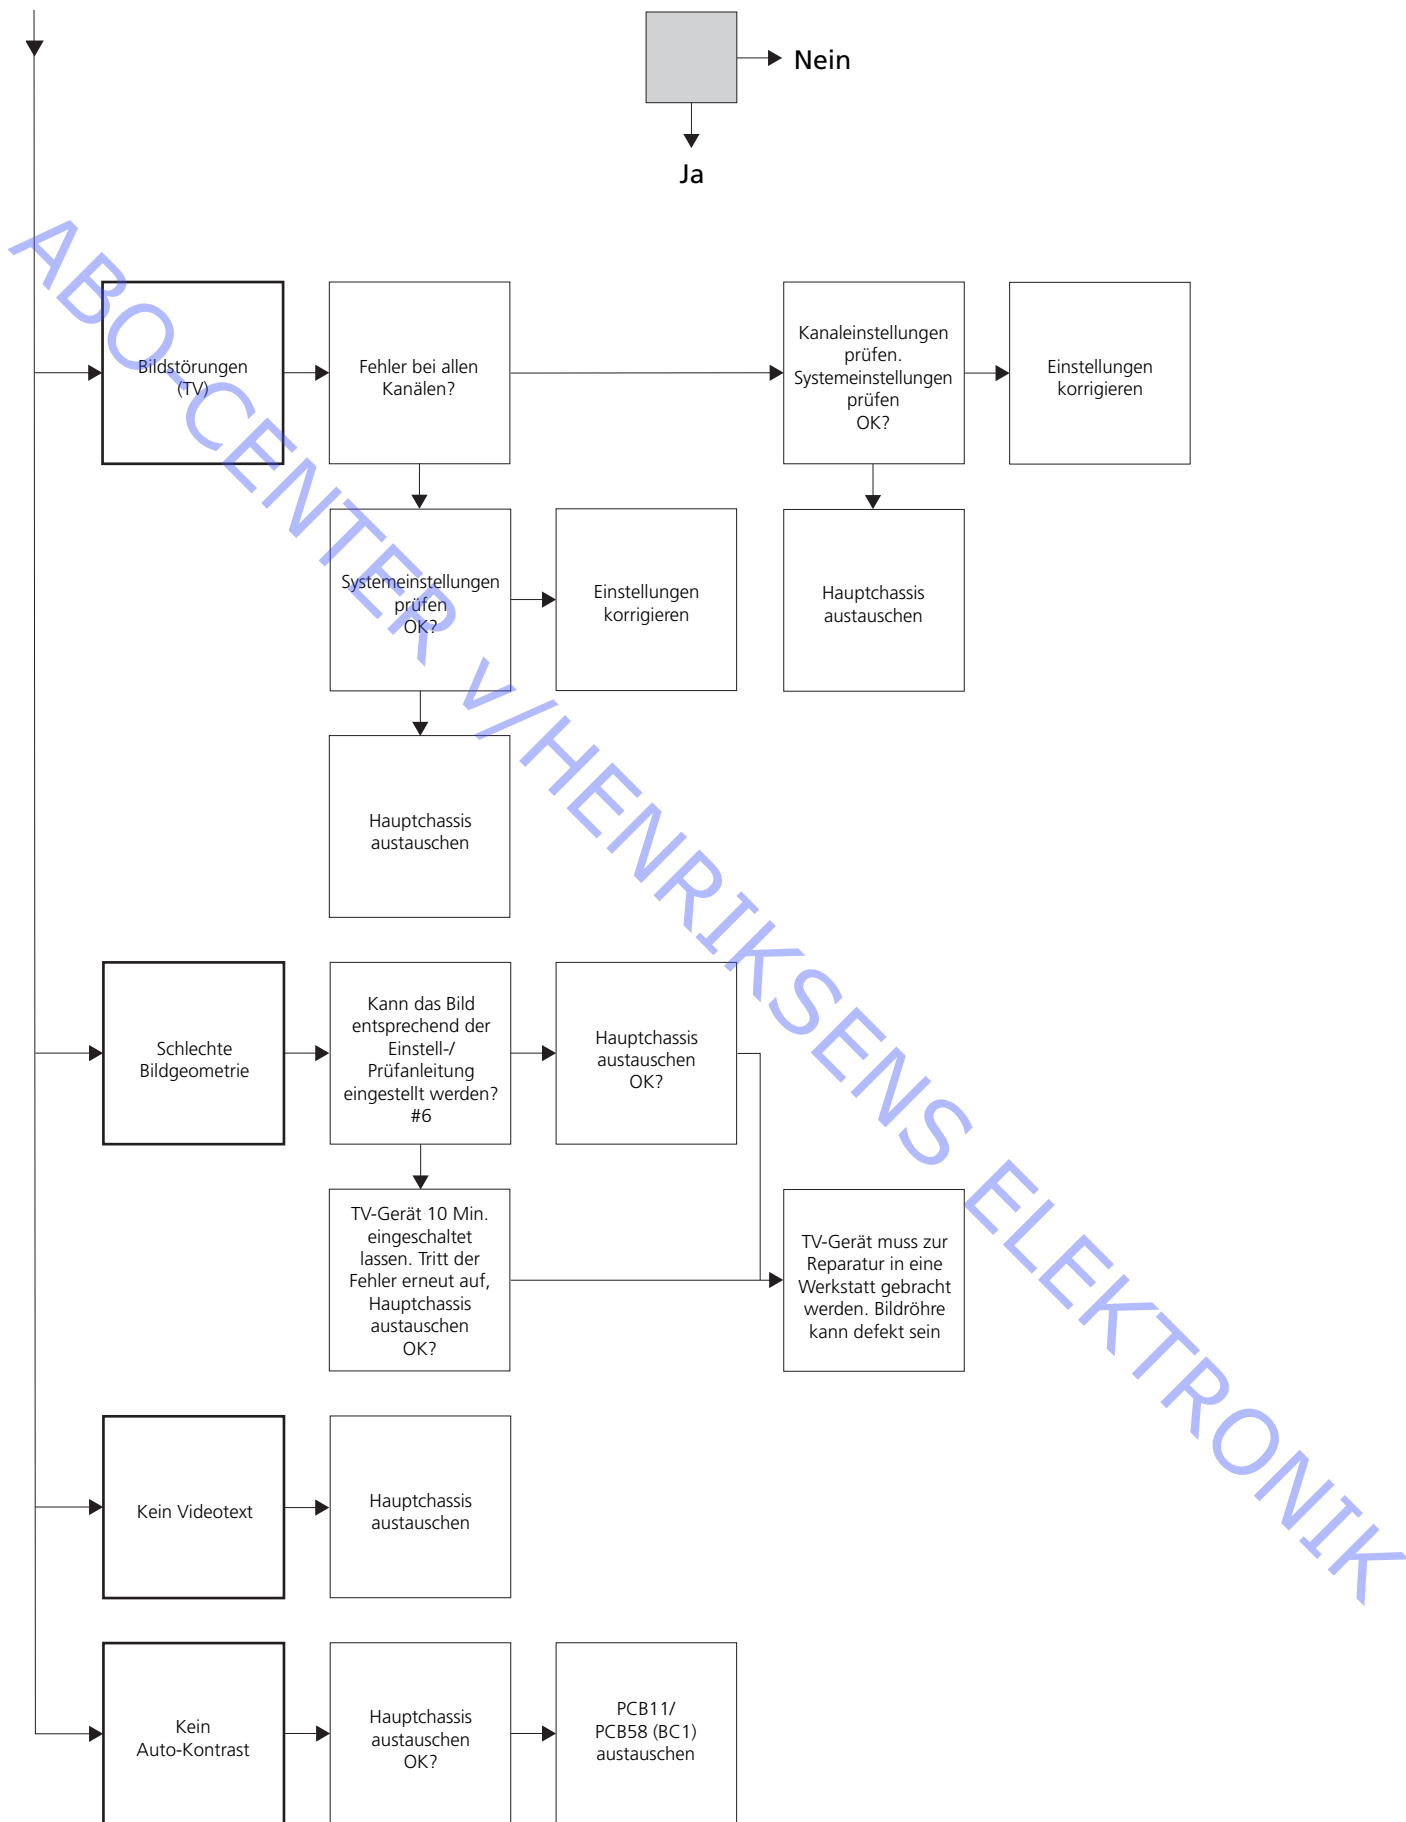 Nein
Ja
Bildstörungen
(TV)
Fehler bei allen
Kanälen?
Kanaleinstellungen
prüfen.
Systemeinstellungen
prüfen
OK?
Einstellungen
korrigieren
Systemeinstellungen
prüfen
OK?
Einstellungen
korrigieren
Hauptchassis
austauschen
Hauptchassis
austauschen
Schlechte
Bildgeometrie
Kann das Bild
entsprechend der
Einstell-/
Prüfanleitung
eingestellt werden?
#6
Hauptchassis
austauschen
OK?
TV-Gerät 10 Min.
eingeschaltet
lassen. Tritt der
Fehler erneut auf,
Hauptchassis
austauschen
OK?
TV-Gerät muss zur
Reparatur in eine
Werkstatt gebracht
werden. Bildröhre
kann defekt sein
Kein Videotext
Hauptchassis
austauschen
Kein
Auto-Kontrast
Hauptchassis
austauschen
OK?
PCB11/
PCB58 (BC1)
austauschen
ABO-CENTER v/HENRIKSENS ELEKTRONIK